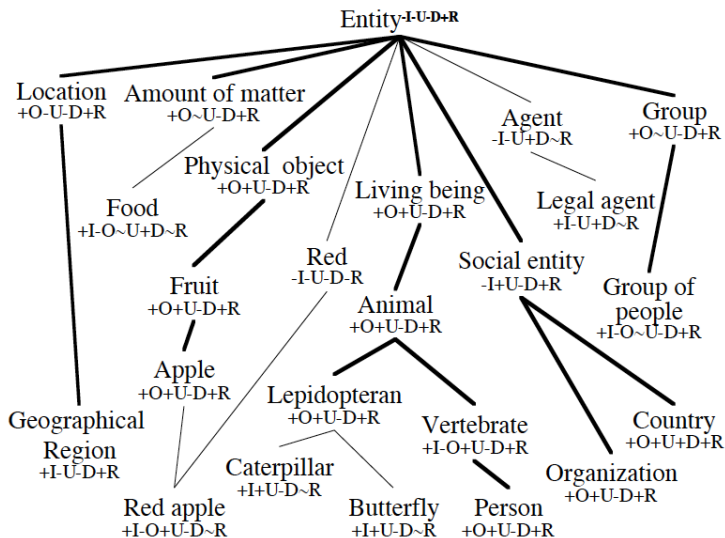 Entity-I-U-D+R
Location
+O-U-D+R
Amount of matter
+O~U-D+R
Agent
-I-U+D~R
Group
+O~U-D+R
Physical object
+O+U-D+R
Living being
+O+U-D+R
Legal agent
+I-U+D~R
Food
+I-O~U+D~R
Red
-I-U-D-R
Social entity
-I+U-D+R
Fruit
+O+U-D+R
Animal
+O+U-D+R
Group of
people
+I-O~U-D+R
Apple
+O+U-D+R
Lepidopteran
+O+U-D+R
Geographical
Region
+I-U-D+R
Vertebrate
+I-O+U-D+R
Country
+O+U+D+R
Caterpillar
+I+U-D~R
Organization
+O+U-D+R
Red apple
+I-O+U-D~R
Butterfly
+I+U-D~R
Person
+O+U-D+R